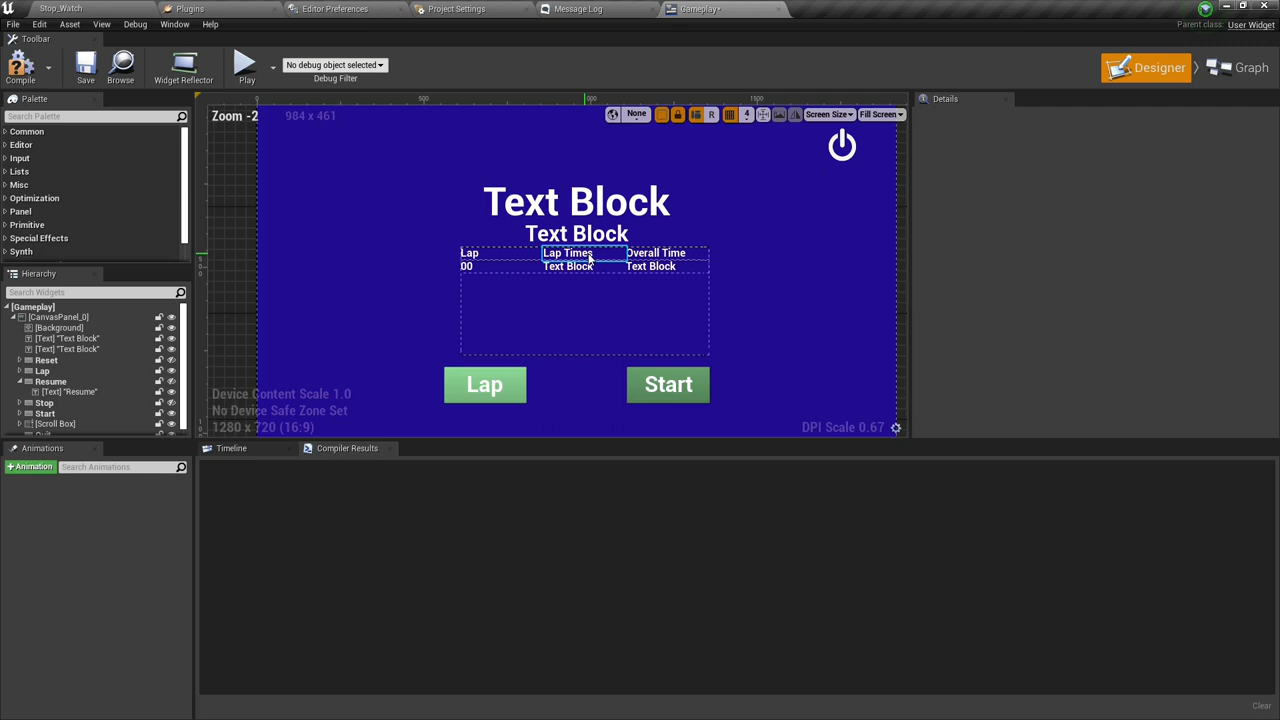 Stop_Watch
Plugins
Editor Preferences
Project Settings
Message Log
Gameplay*
File Edit Asset View Debug Window Help
Parent class: User Widget
Toolbar
Compile
Save
Browse
Widget Reflector
Play
No debug object selected
Debug Filter
Designer
Graph
Palette
Search Palette
Common
Editor
Input
Lists
Misc
Optimization
Panel
Primitive
Special Effects
Synth
Hierarchy
Search Widgets
[Gameplay]
[CanvasPanel_0]
[Background]
[Text] "Text Block"
[Text] "Text Block"
Reset
Lap
Resume
[Text] "Resume"
Stop
Start
[Scroll Box]
0 500 1500
Zoom -2
984 x 461
None
R
4
Screen Size
Fill Screen
Text Block
Text Block
Lap Lap Times Overall Time
00 Text Block Text Block
Lap Start
Device Content Scale 1.0
No Device Safe Zone Set
1280 x 720 (16:9)
DPI Scale 0.67
Details
Animations
+Animation
Search Animations
Timeline
Compiler Results
Clear